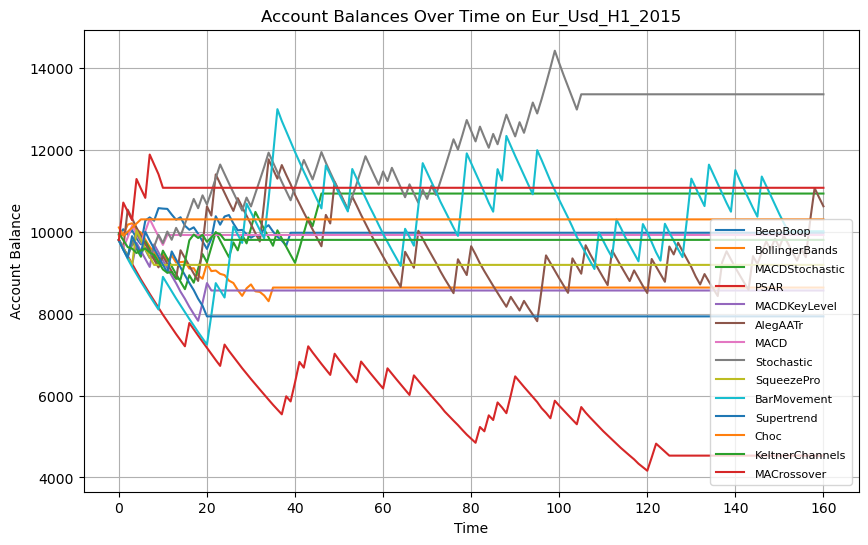 Account Balances Over Time on Eur_Usd_H1_2015
Account Balance
14000
12000
10000
8000
6000
4000
0
20
40
60
80
100
120
140
160
Time
BeepBoop
BollingerBands
MACDStochastic
PSAR
MACDKeyLevel
AlegAATr
MACD
Stochastic
SqueezePro
BarMovement
Supertrend
Choc
KeltnerChannels
MACrossover